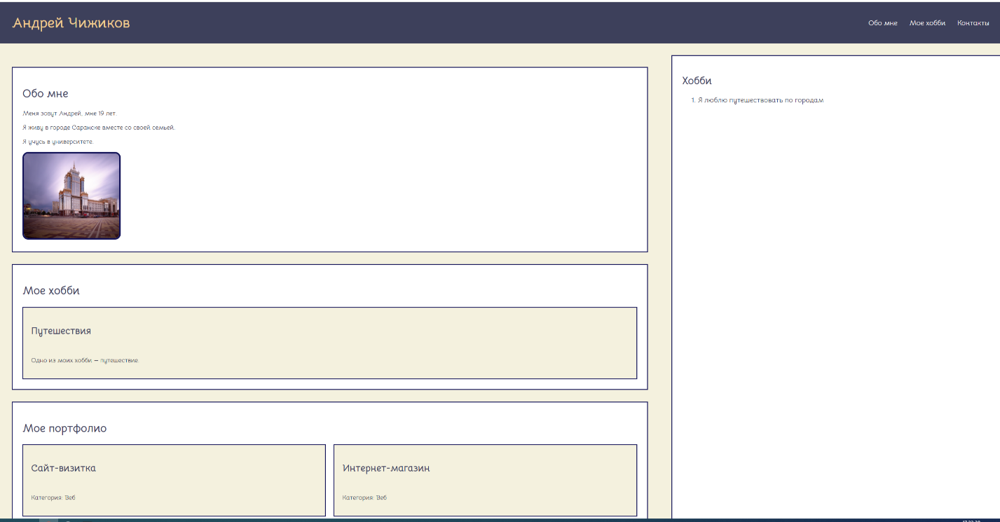 Андрей Чижиков
Обо мне
Мое хобби
Контакты
Обо мне
Меня зовут Андрей, мне 19 лет.
Я живу в городе Саранске вместе со своей семьей.
Я учусь в университете.
Мое хобби
Путешествия
Одно из моих хобби – путешествие.
Мое портфолио
Сайт-визитка
Категория: Веб
Интернет-магазин
Категория: Веб
Хобби
1. Я люблю путешествовать по городам